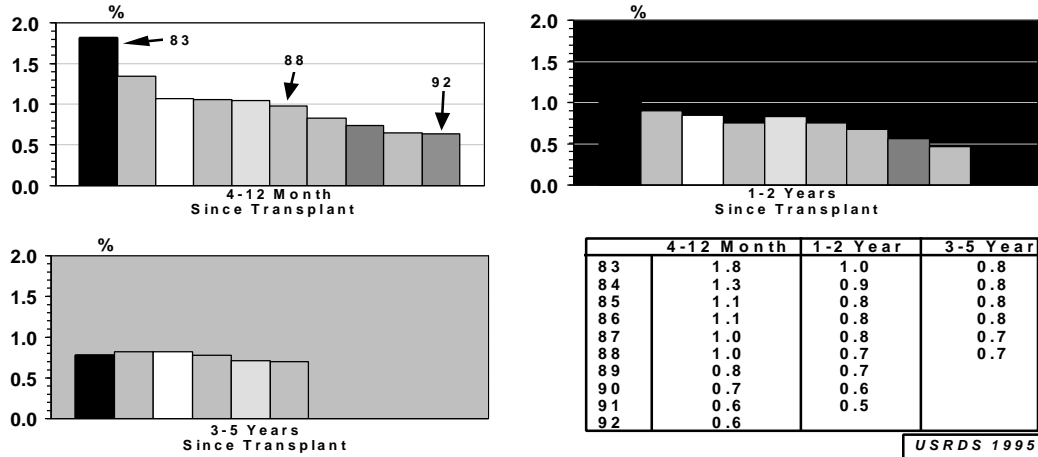 %
2.0
83
88
92
1.5
1.0
0.5
0.0
4-12 Month
Since Transplant
%
2.0
1.5
1.0
0.5
0.0
1-2 Years
Since Transplant
%
2.0
1.5
1.0
0.5
0.0
3-5 Years
Since Transplant
4-12 Month 1-2 Year 3-5 Year
83 1.8 1.0 0.8
84 1.3 0.9 0.8
85 1.1 0.8 0.8
86 1.1 0.8 0.8
87 1.0 0.8 0.7
88 1.0 0.7 0.7
89 0.8 0.7
90 0.7 0.6
91 0.6 0.5
92 0.6
USRDS 1995